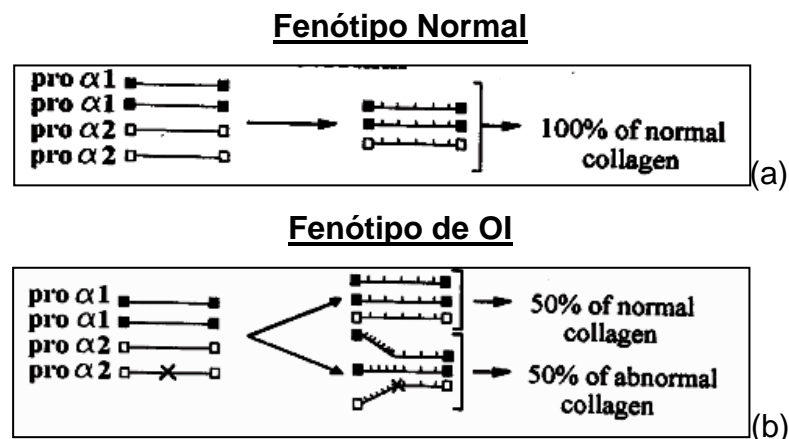 Fenótipo Normal
pro α1
pro α1
pro α2
pro α2
100% of normal
collagen
(a)
Fenótipo de OI
pro α1
pro α1
pro α2
pro α2
50% of normal
collagen
50% of abnormal
collagen
(b)